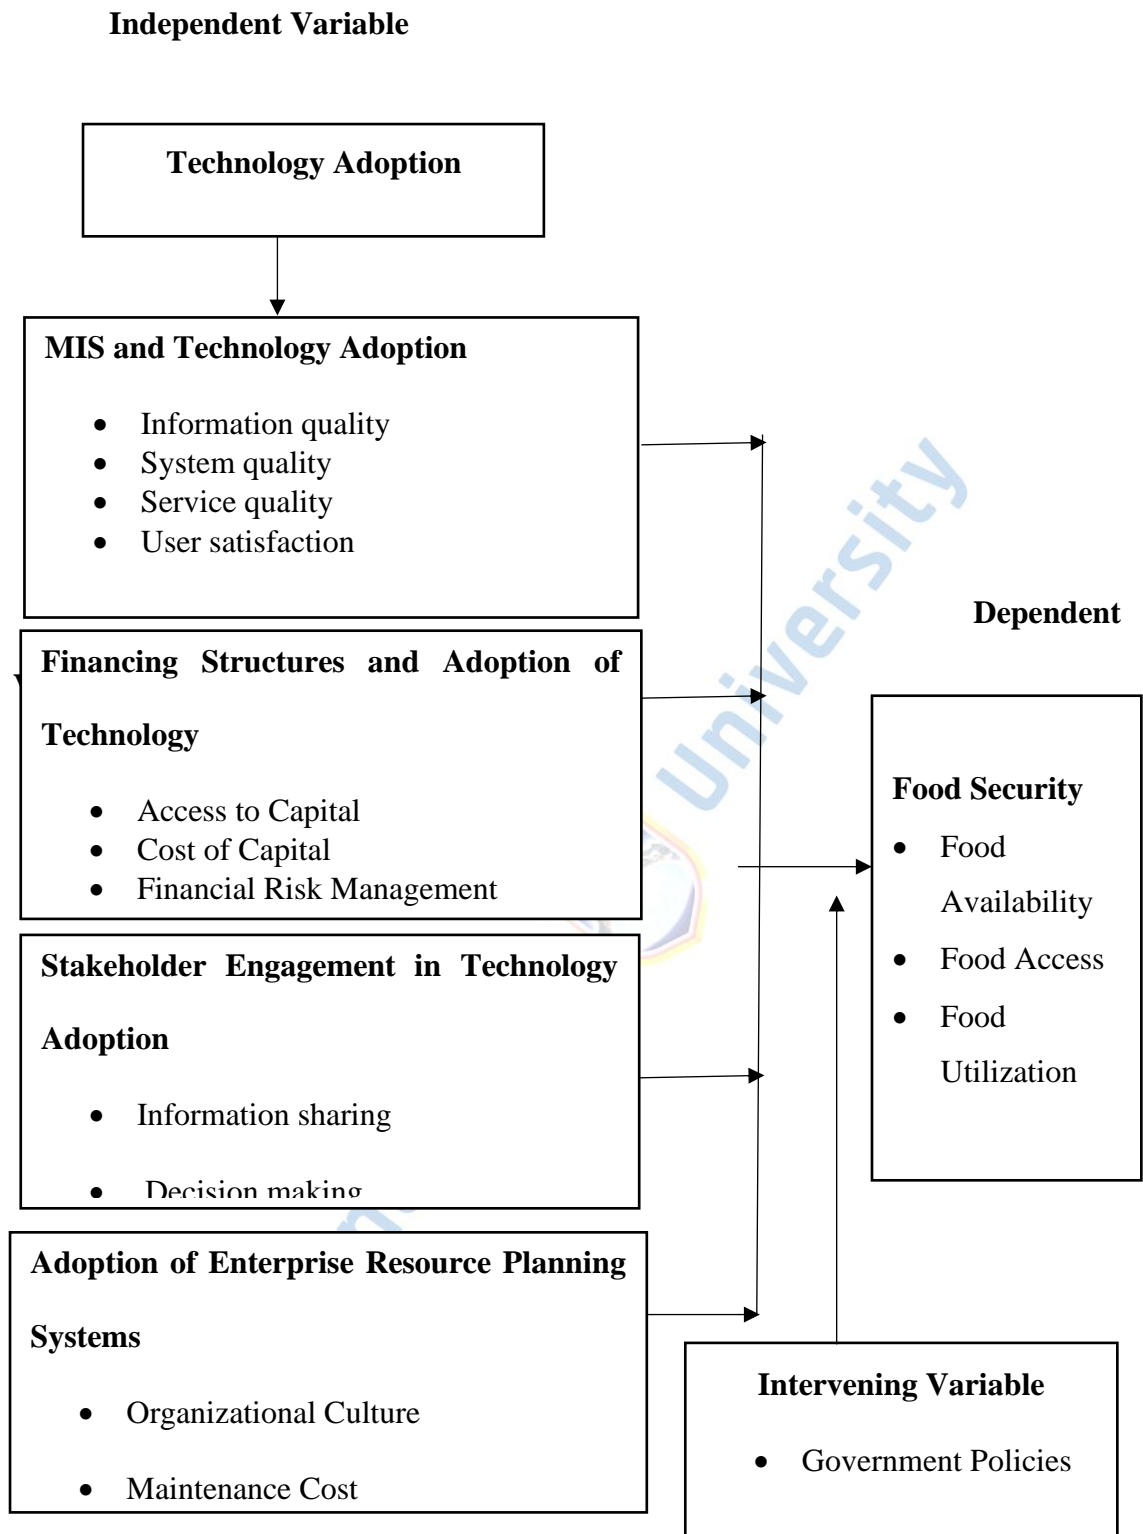 Independent Variable
Technology Adoption
MIS and Technology Adoption
• Information quality
• System quality
• Service quality
• User satisfaction
Dependent
Financing Structures and Adoption of
Technology
• Access to Capital
• Cost of Capital
• Financial Risk Management
Food Security
• Food
Availability
• Food Access
• Food
Utilization
Stakeholder Engagement in Technology
Adoption
• Information sharing
• Decision making
Adoption of Enterprise Resource Planning
Systems
• Organizational Culture
• Maintenance Cost
Intervening Variable
• Government Policies
University